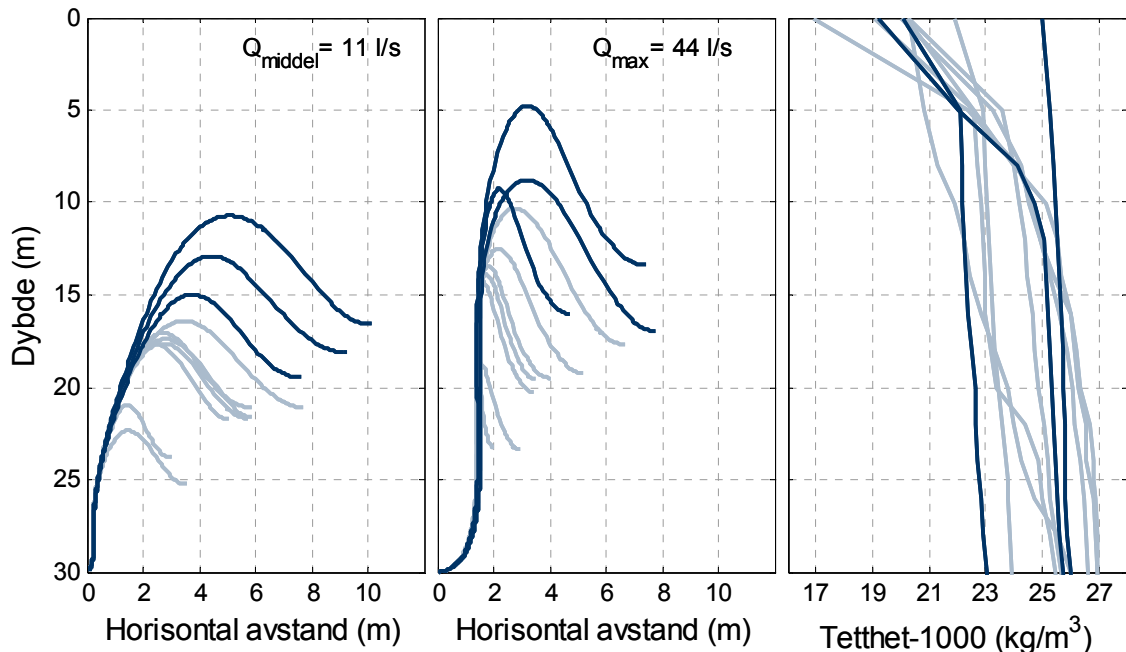 Q_middel = 11 l/s
Q_max = 44 l/s
0
5
10
15
20
25
30
Dybde (m)
0 2 4 6 8 10
0 2 4 6 8 10
17 19 21 23 25 27
Horisontal avstand (m)
Horisontal avstand (m)
Tetthet-1000 (kg/m³)